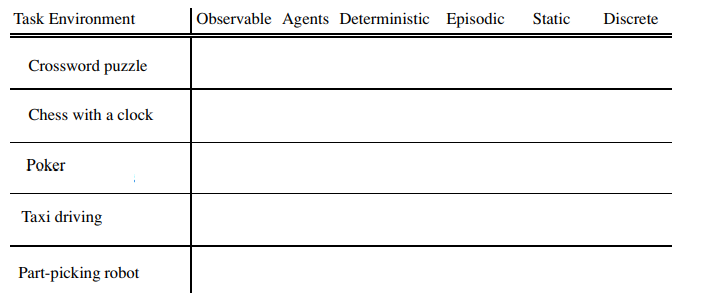 Task Environment Observable Agents Deterministic Episodic Static Discrete
Crossword puzzle
Chess with a clock
Poker
Taxi driving
Part-picking robot